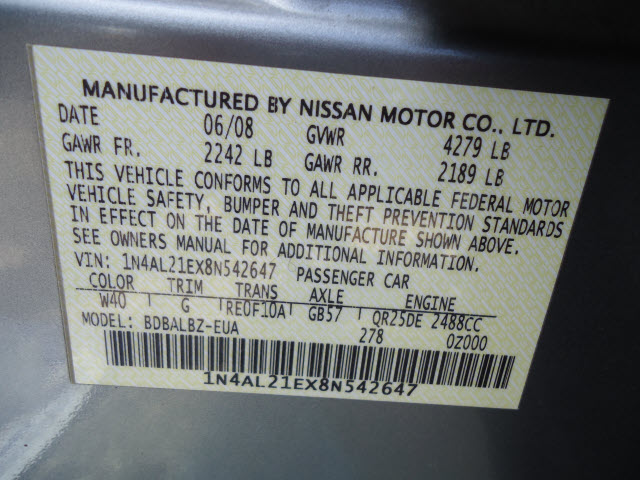 MANUFACTURED BY NISSAN MOTOR CO., LTD.
DATE 06/08 GVWR 4279 LB
GAWR FR. 2242 LB GAWR RR. 2189 LB
THIS VEHICLE CONFORMS TO ALL APPLICABLE FEDERAL MOTOR
VEHICLE SAFETY, BUMPER AND THEFT PREVENTION STANDARDS
IN EFFECT ON THE DATE OF MANUFACTURE SHOWN ABOVE.
SEE OWNERS MANUAL FOR ADDITIONAL INFORMATION.
VIN: 1N4AL21EX8N542647 PASSENGER CAR
COLOR TRIM TRANS AXLE ENGINE
W40 G RE0F10A GB57 QR25DE 2488CC
MODEL: BDBALBZ-EUA 278 0Z000
1N4AL21EX8N542647